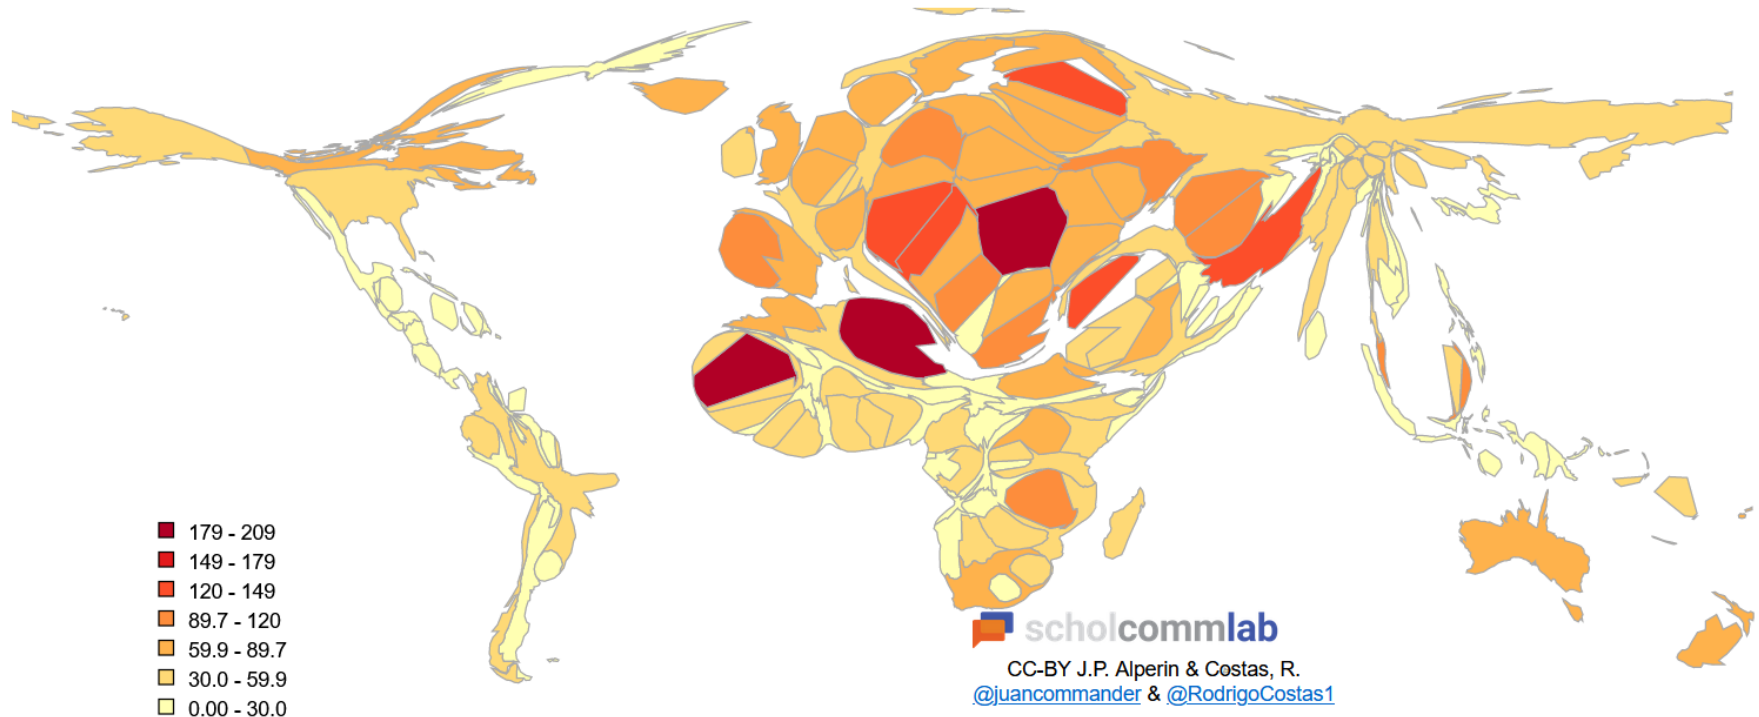 179 - 209
149 - 179
120 - 149
89.7 - 120
59.9 - 89.7
30.0 - 59.9
0.00 - 30.0
scholcommlab
CC-BY J.P. Alperin & Costas, R.
@juancommander & @RodrigoCostas1